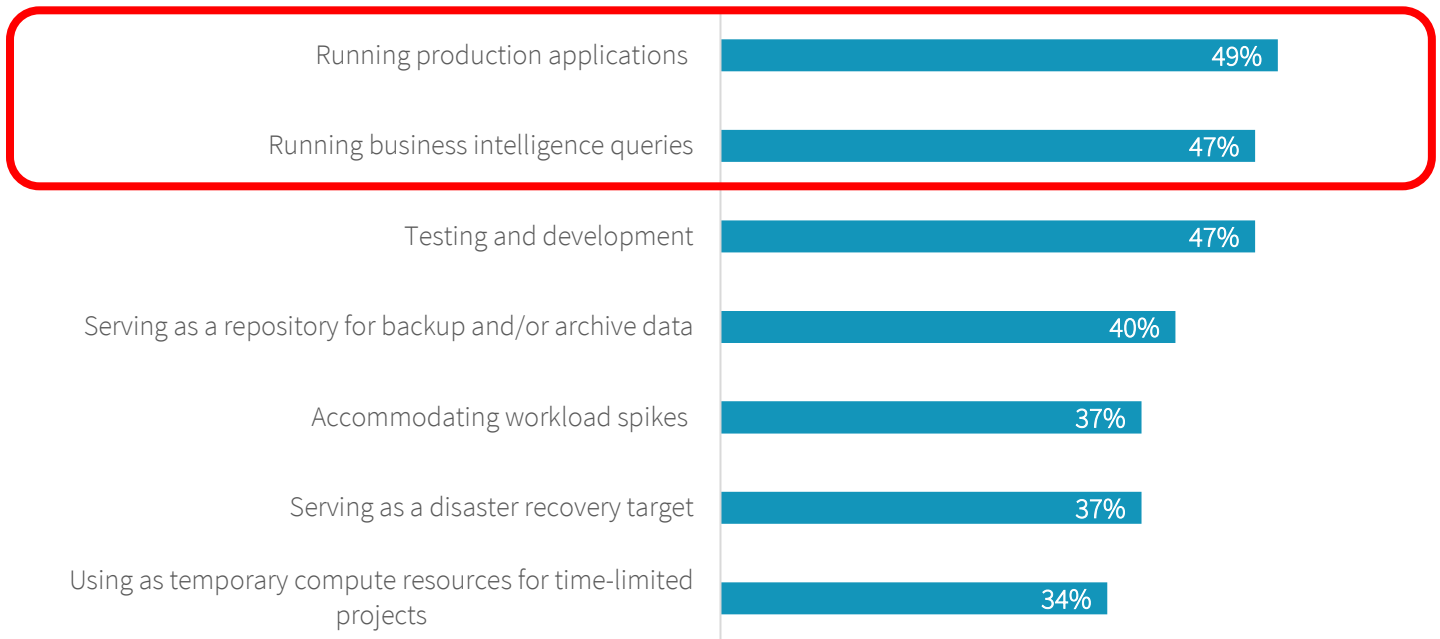 Running production applications
49%
Running business intelligence queries
47%
Testing and development
47%
Serving as a repository for backup and/or archive data
40%
Accommodating workload spikes
37%
Serving as a disaster recovery target
37%
Using as temporary compute resources for time-limited
projects
34%